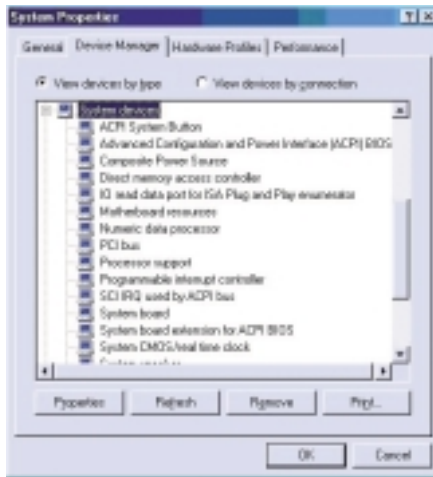 System Properties
General Device Manager Hardware Profiles Performance
View devices by type View devices by connection
System devices
ACPI System Button
Advanced Configuration and Power Interface (ACPI) BIOS
Composite Power Source
Direct memory access controller
IO read data port for ISA Plug and Play enumerator
Motherboard resources
Numeric data processor
PCI bus
Processor support
Programmable interrupt controller
SCI IRQ used by ACPI bus
System board
System board extension for ACPI BIOS
System CMOS/real time clock
Properties Refresh Remove Print...
OK Cancel